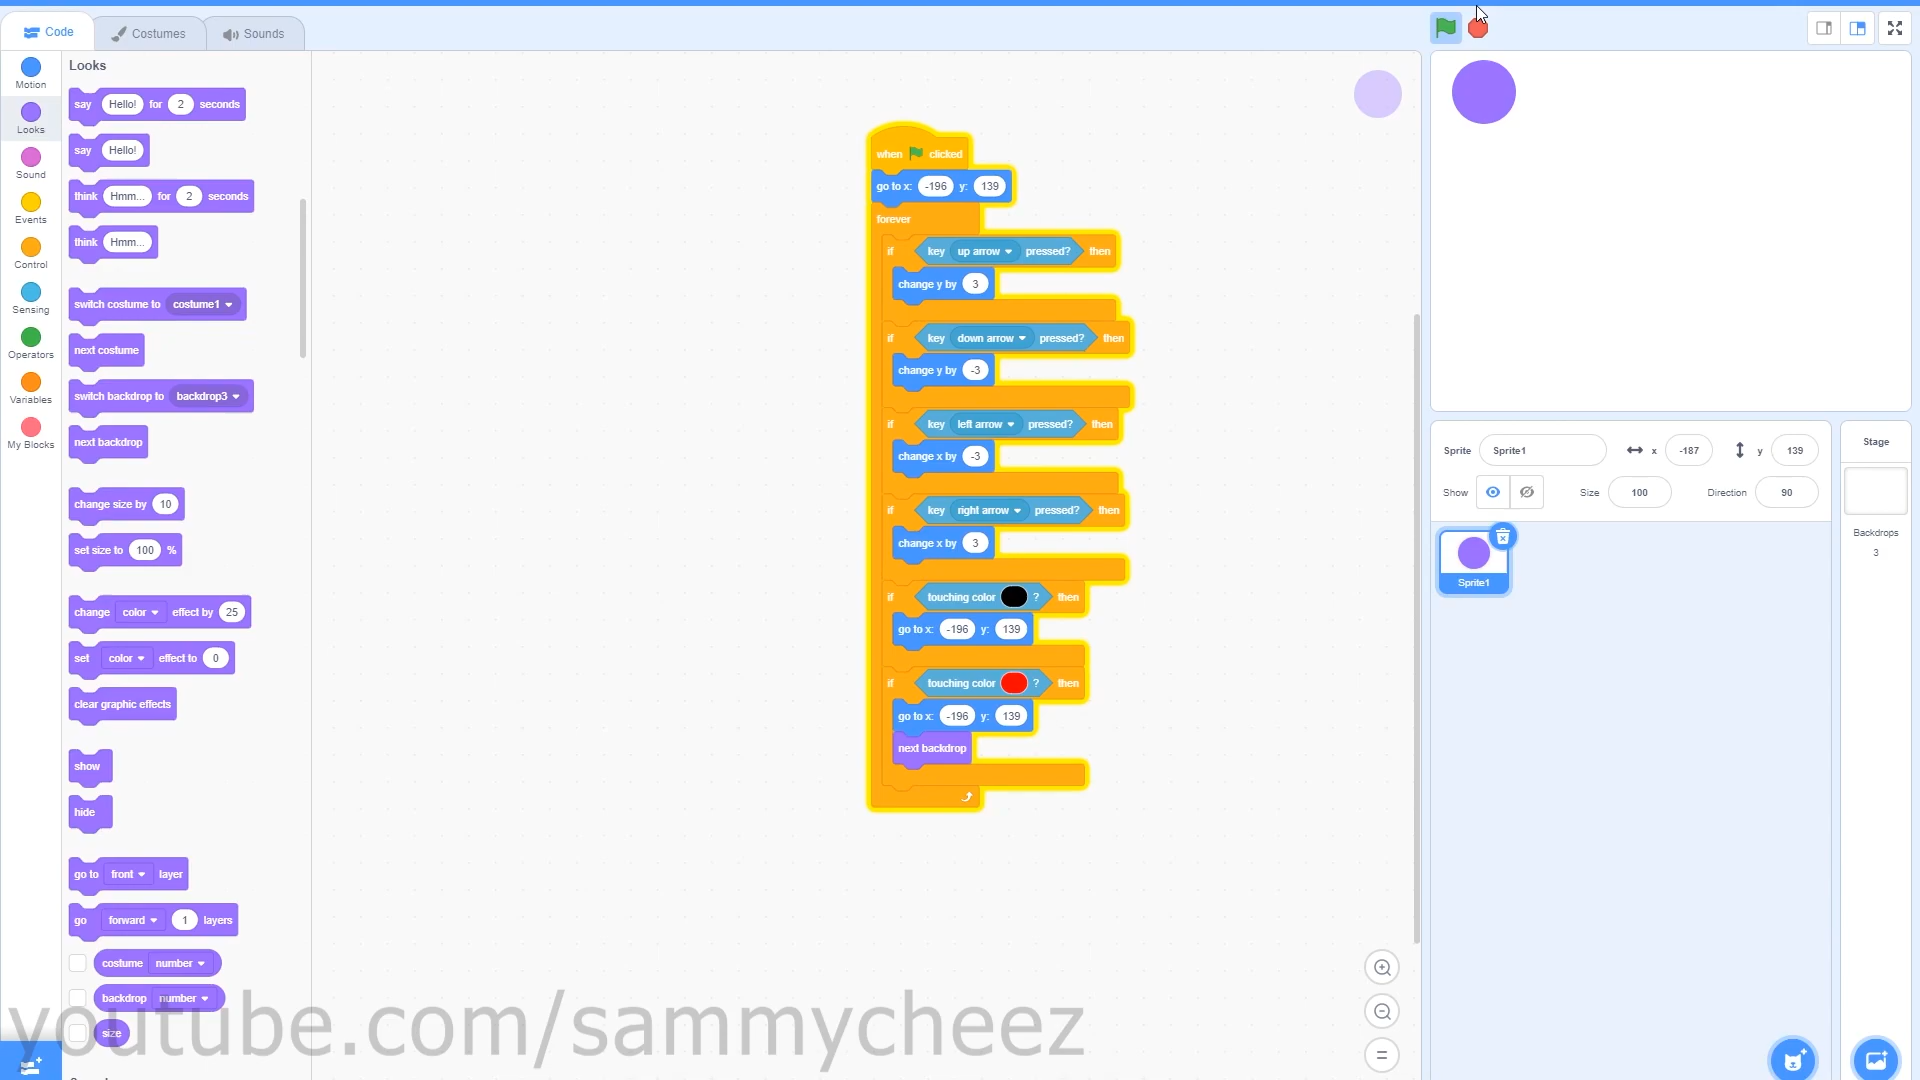 Code
Costumes
Sounds
Motion
Looks
Sound
Events
Control
Sensing
Operators
Variables
My Blocks
Looks
say Hello! for 2 seconds
say Hello!
think Hmm... for 2 seconds
think Hmm...
switch costume to costume1
next costume
switch backdrop to backdrop3
next backdrop
change size by 10
set size to 100 %
change color effect by 25
set color effect to 0
clear graphic effects
show
hide
go to front layer
go forward 1 layers
costume number
backdrop number
size
when clicked
go to x: -196 y: 139
forever
if key up arrow pressed? then
change y by 3
if key down arrow pressed? then
change y by -3
if key left arrow pressed? then
change x by -3
if key right arrow pressed? then
change x by 3
if touching color ? then
go to x: -196 y: 139
if touching color ? then
go to x: -196 y: 139
next backdrop
Sprite Sprite1 x -187 y 139
Show Size 100 Direction 90
Sprite1
Stage
Backdrops
3
youtube.com/sammycheez